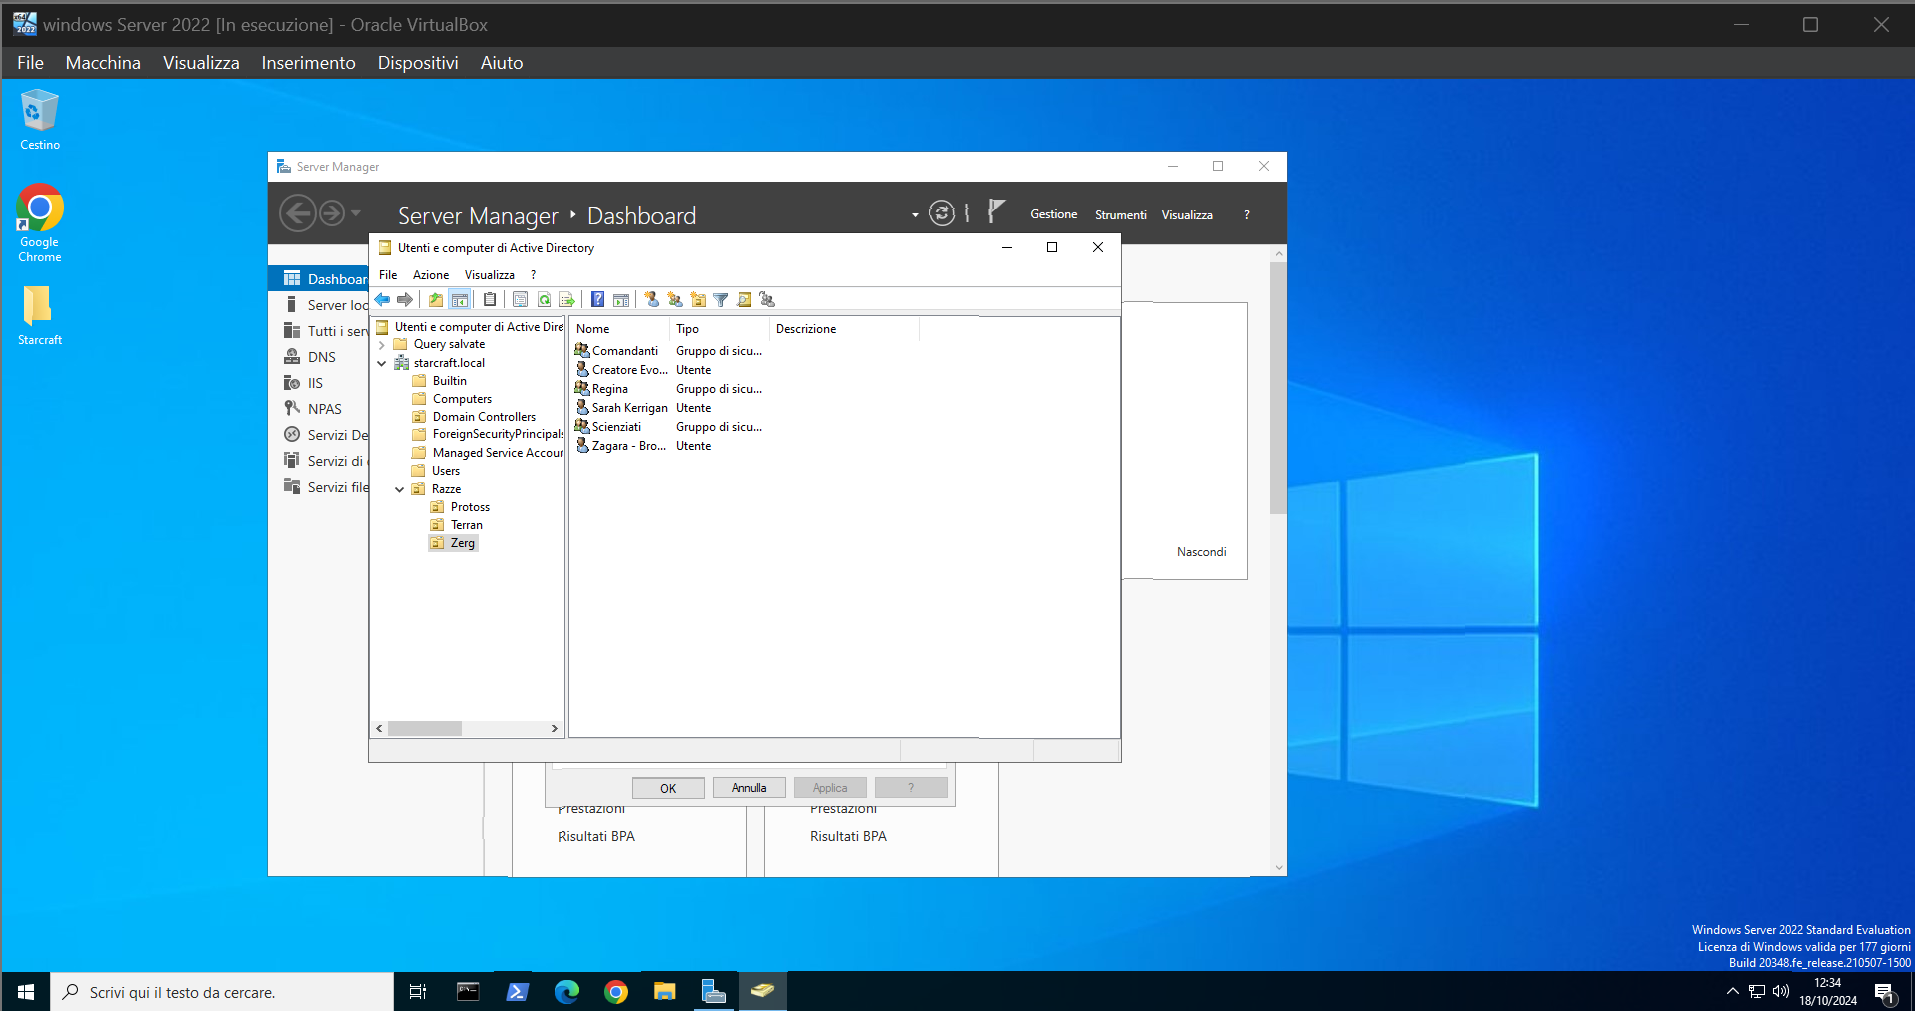 windows Server 2022 [In esecuzione] - Oracle VirtualBox
File Macchina Visualizza Inserimento Dispositivi Aiuto
Cestino
Google
Chrome
Starcraft
Server Manager
Server Manager Dashboard
Gestione Strumenti Visualizza ?
Utenti e computer di Active Directory
File Azione Visualizza ?
Dashboar
Server loc
Tutti i serv
DNS
IIS
NPAS
Servizi De
Servizi di
Servizi file
Utenti e computer di Active Dire
Query salvate
starcraft.local
Builtin
Computers
Domain Controllers
ForeignSecurityPrincipals
Managed Service Accour
Users
Razze
Protoss
Terran
Zerg
Nome Tipo Descrizione
Comandanti Gruppo di sicu...
Creatore Evo... Utente
Regina Gruppo di sicu...
Sarah Kerrigan Utente
Scienziati Gruppo di sicu...
Zagara - Bro... Utente
Nascondi
OK Annulla Applica ?
Prestazioni Prestazioni
Risultati BPA Risultati BPA
Windows Server 2022 Standard Evaluation
Licenza di Windows valida per 177 giorni
Build 20348.fe_release.210507-1500
Scrivi qui il testo da cercare.
12:34
18/10/2024
1